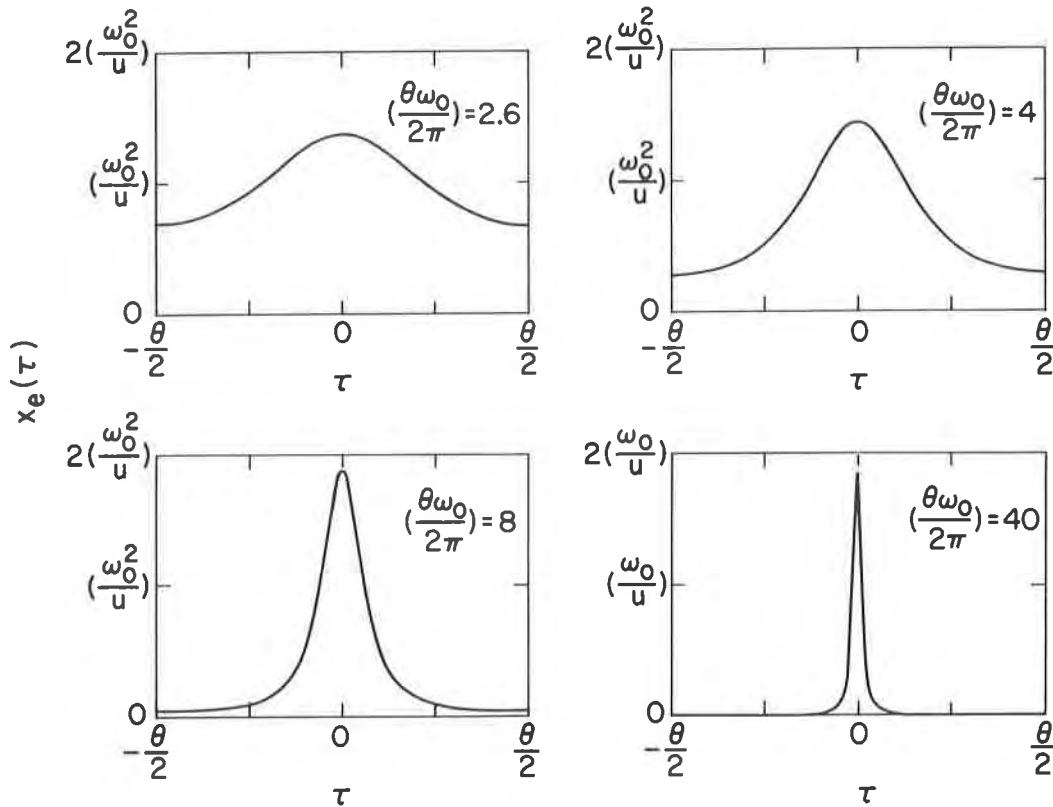 2(ω₀²/u)
(ω₀²/u)
0
(θω₀/2π)=2.6
-θ/2
0
θ/2
τ
2(ω₀²/u)
(ω₀²/u)
0
(θω₀/2π)=4
-θ/2
0
θ/2
τ
xₑ(τ)
2(ω₀²/u)
(ω₀²/u)
0
(θω₀/2π)=8
-θ/2
0
θ/2
τ
2(ω₀/u)
(ω₀/u)
0
(θω₀/2π)=40
-θ/2
0
θ/2
τ